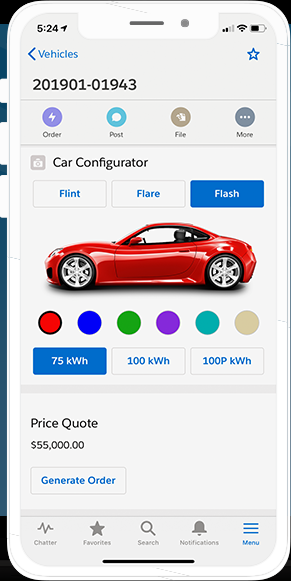 5:24
Vehicles
201901-01943
Order Post File More
Car Configurator
Flint Flare Flash
75 kWh 100 kWh 100P kWh
Price Quote
$55,000.00
Generate Order
Chatter Favorites Search Notifications Menu